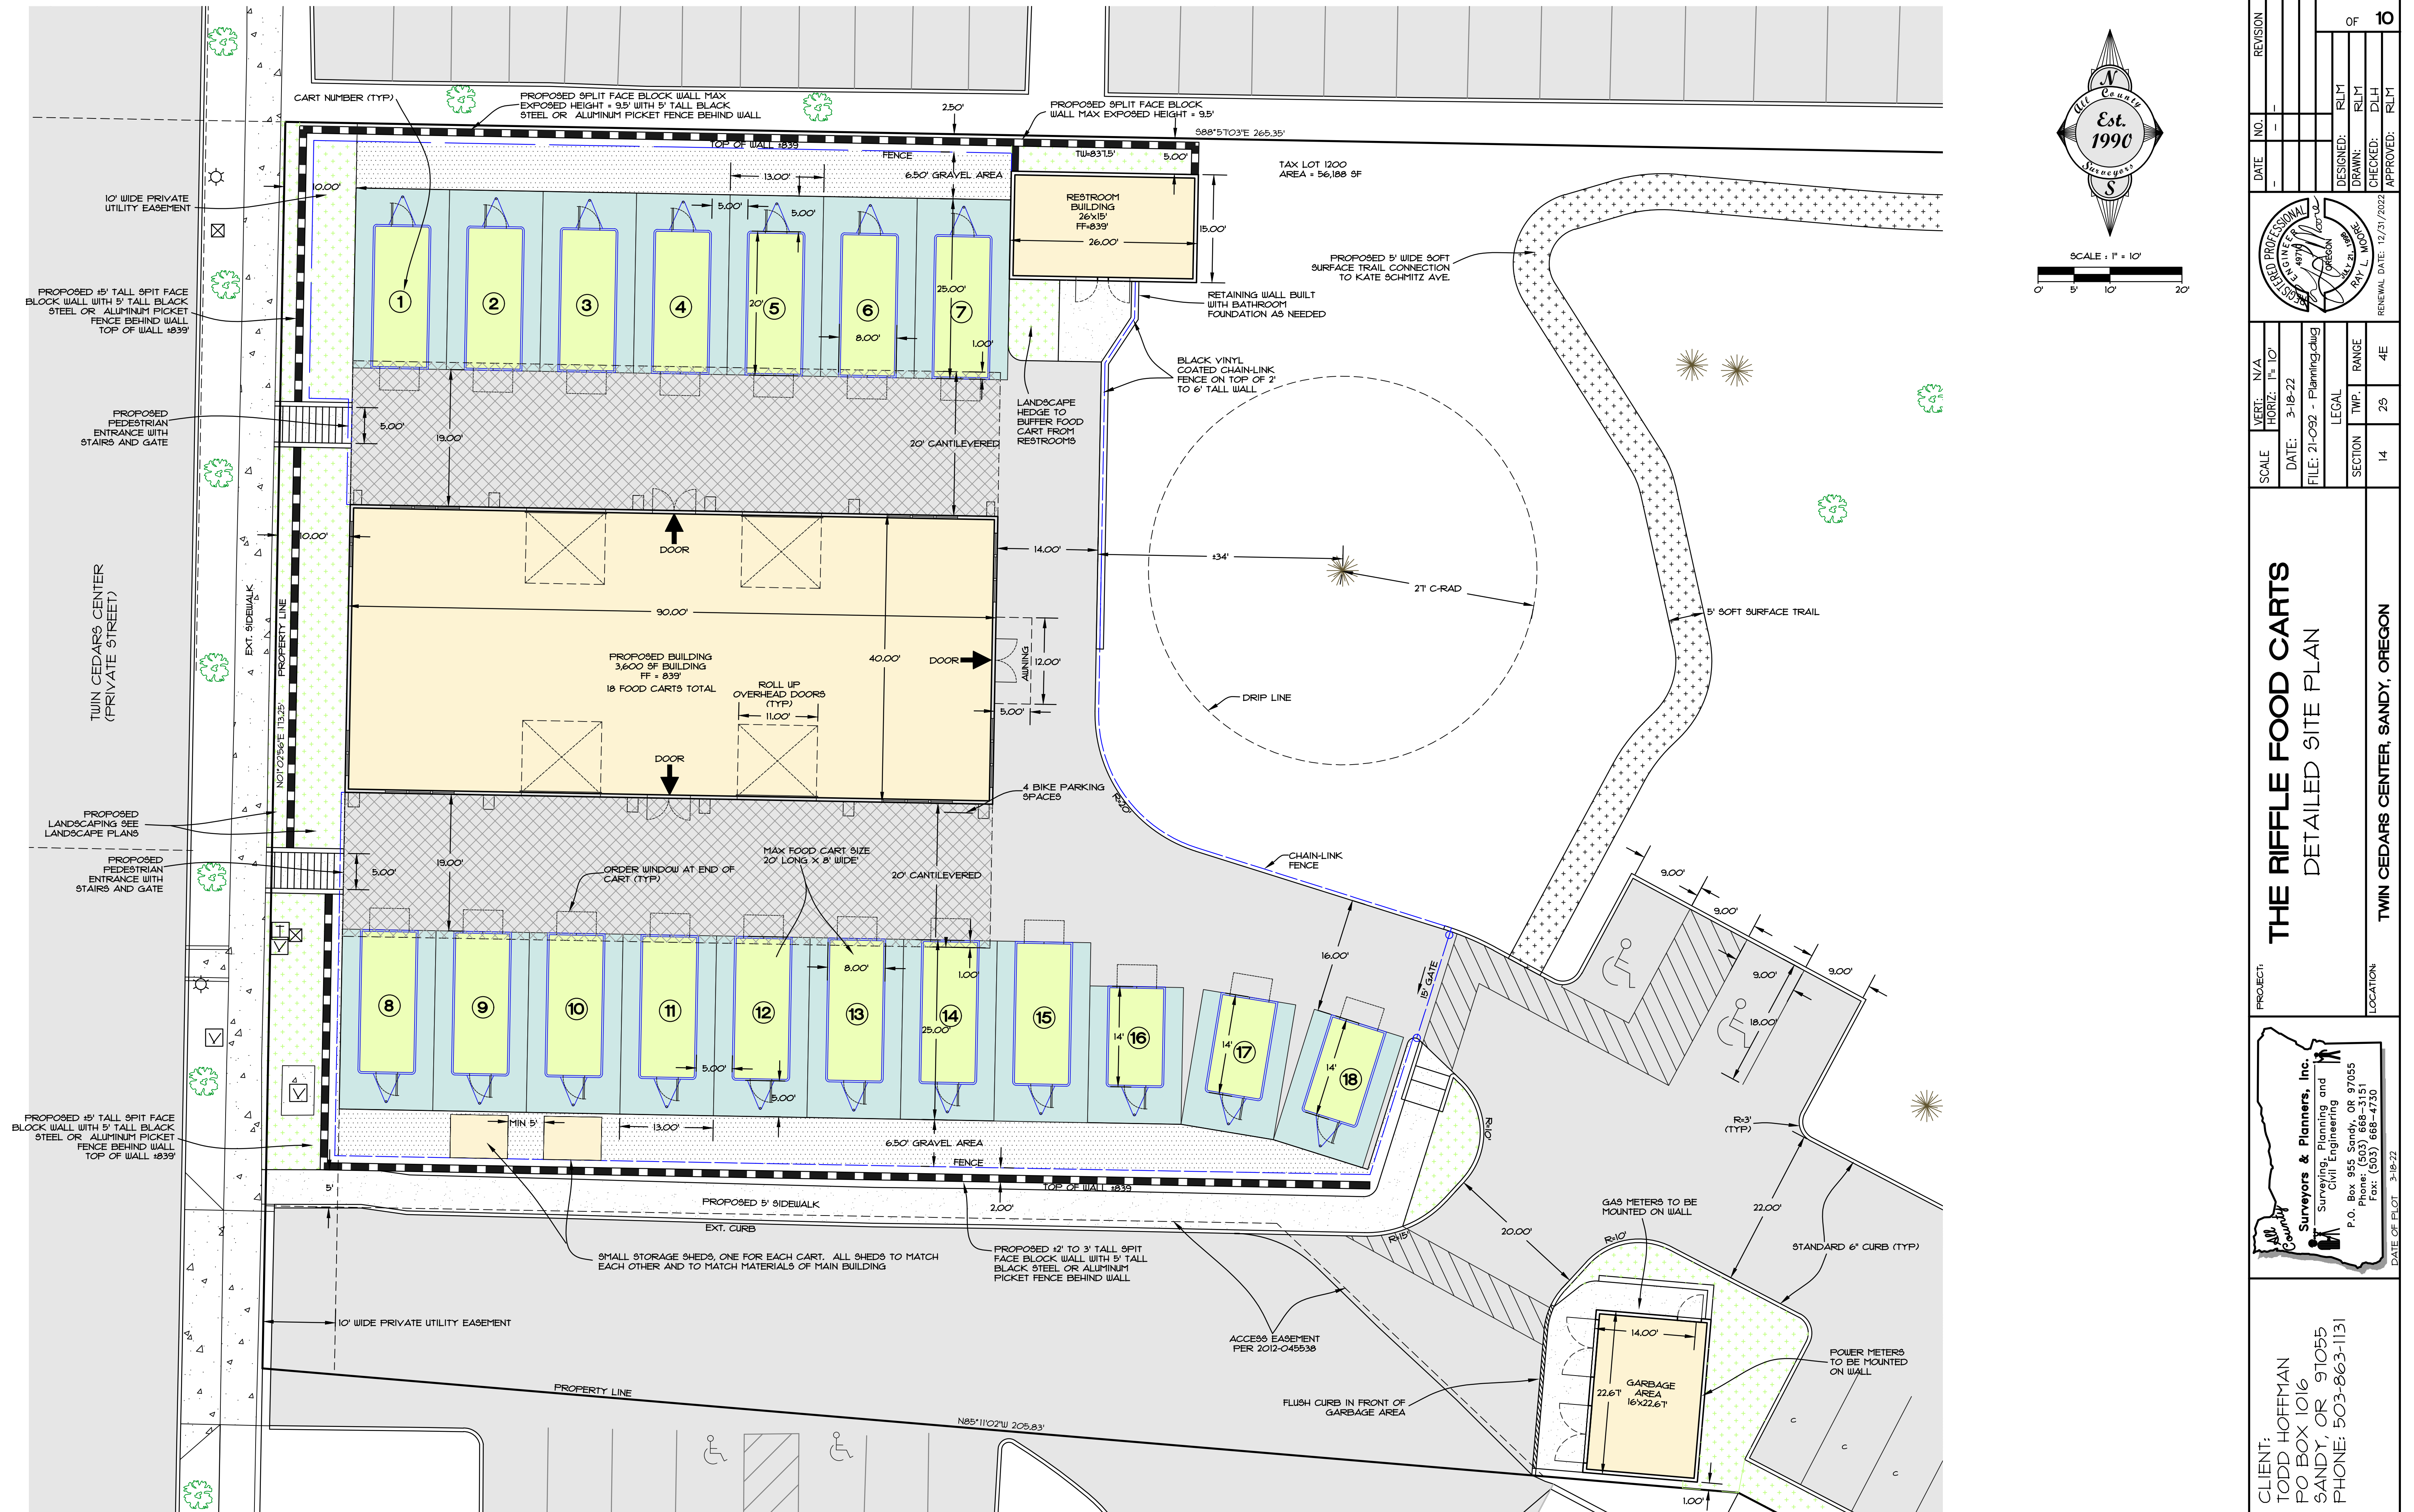 CART NUMBER (TYP)
PROPOSED SPLIT FACE BLOCK WALL MAX
EXPOSED HEIGHT = 9.5' WITH 5' TALL BLACK
STEEL OR  ALUMINUM PICKET FENCE BEHIND WALL
2.50'
PROPOSED SPLIT FACE BLOCK
WALL MAX EXPOSED HEIGHT = 9.5'
S88°57'03"E 265.35'
TOP OF WALL ±839
FENCE
TW=837.5'
5.00'
TAX LOT 1200
AREA = 56,188 SF
10.00'
13.00'
6.50' GRAVEL AREA
10' WIDE PRIVATE
UTILITY EASEMENT
5.00'
5.00'
RESTROOM
BUILDING
26'x15'
FF=839'
26.00'
15.00'
PROPOSED 5' WIDE SOFT
SURFACE TRAIL CONNECTION
TO KATE SCHMITZ AVE.
PROPOSED ±5' TALL SPIT FACE
BLOCK WALL WITH 5' TALL BLACK
STEEL OR  ALUMINUM PICKET
FENCE BEHIND WALL
TOP OF WALL ±839'
1
2
3
4
5
6
7
20'
25.00'
8.00'
1.00'
RETAINING WALL BUILT
WITH BATHROOM
FOUNDATION AS NEEDED
BLACK VINYL
COATED CHAIN-LINK
FENCE ON TOP OF 2'
TO 6' TALL WALL
PROPOSED
PEDESTRIAN
ENTRANCE WITH
STAIRS AND GATE
5.00'
19.00'
20' CANTILEVERED
LANDSCAPE
HEDGE TO
BUFFER FOOD
CART FROM
RESTROOMS
10.00'
DOOR
14.00'
±34'
27' C-RAD
TWIN CEDARS CENTER
(PRIVATE STREET)
EXT. SIDEWALK
PROPERTY LINE
N01°02'56"E 173.25'
90.00'
5' SOFT SURFACE TRAIL
PROPOSED BUILDING
3,600 SF BUILDING
FF = 839'
18 FOOD CARTS TOTAL
40.00'
DOOR
AWNING
12.00'
ROLL UP
OVERHEAD DOORS
(TYP)
11.00'
5.00'
DRIP LINE
DOOR
4 BIKE PARKING
SPACES
R=20'
PROPOSED
LANDSCAPING SEE
LANDSCAPE PLANS
PROPOSED
PEDESTRIAN
ENTRANCE WITH
STAIRS AND GATE
5.00'
19.00'
ORDER WINDOW AT END OF
CART (TYP)
MAX FOOD CART SIZE
20' LONG X 8' WIDE'
20' CANTILEVERED
CHAIN-LINK
FENCE
9.00'
9.00'
9.00'
9.00'
18.00'
16.00'
15' GATE
8.00'
1.00'
8
9
10
11
12
13
14
15
16
17
18
25.00'
14'
14'
14'
5.00'
5.00'
PROPOSED ±5' TALL SPIT FACE
BLOCK WALL WITH 5' TALL BLACK
STEEL OR  ALUMINUM PICKET
FENCE BEHIND WALL
TOP OF WALL ±839'
MIN 5'
13.00'
6.50' GRAVEL AREA
FENCE
R=10'
R=3'
(TYP)
5'
TOP OF WALL ±839
PROPOSED 5' SIDEWALK
2.00'
EXT. CURB
GAS METERS TO BE
MOUNTED ON WALL
22.00'
20.00'
R=15'
R=10'
STANDARD 6" CURB (TYP)
SMALL STORAGE SHEDS, ONE FOR EACH CART.  ALL SHEDS TO MATCH
EACH OTHER AND TO MATCH MATERIALS OF MAIN BUILDING
PROPOSED ±2' TO 3' TALL SPIT
FACE BLOCK WALL WITH 5' TALL
BLACK STEEL OR ALUMINUM
PICKET FENCE BEHIND WALL
10' WIDE PRIVATE UTILITY EASEMENT
ACCESS EASEMENT
PER 2012-045538
14.00'
POWER METERS
TO BE MOUNTED
ON WALL
GARBAGE
AREA
16'x22.67'
22.67'
FLUSH CURB IN FRONT OF
GARBAGE AREA
PROPERTY LINE
N85°11'02"W 205.83'
C
C
C
1.00'
N
All County
Est.
1990
Surveyors
S
SCALE : 1" = 10'
0'
5'
10'
20'
OF 10
REVISION
NO.
DATE
DESIGNED: RLM
DRAWN: RLM
CHECKED: DLH
APPROVED: RLM
REGISTERED PROFESSIONAL
ENGINEER
49710
OREGON
JULY 21, 1998
RAY L. MOORE
RENEWAL DATE: 12/31/2022
SCALE
VERT: N/A
HORIZ: 1"= 10'
DATE: 3-18-22
FILE: 21-092 - Planning.dwg
LEGAL
SECTION
TWP.
RANGE
14
2S
4E
PROJECT:
THE RIFFLE FOOD CARTS
DETAILED SITE PLAN
LOCATION:
TWIN CEDARS CENTER, SANDY, OREGON
All
County
Surveyors & Planners, Inc.
Surveying, Planning and
Civil Engineering
P.O. Box 955 Sandy, OR 97055
Phone: (503) 668-3151
Fax: (503) 668-4730
DATE OF PLOT 3-18-22
CLIENT:
TODD HOFFMAN
PO BOX 1016
SANDY, OR  97055
PHONE: 503-863-1131